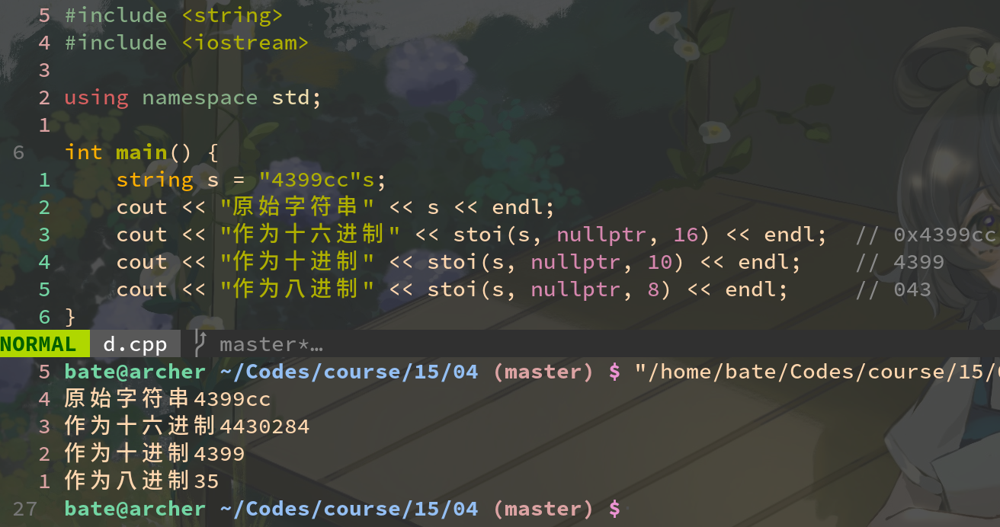 5 #include <string>
4 #include <iostream>
3
2 using namespace std;
1
6 int main() {
1     string s = "4399cc"s;
2     cout << "原始字符串" << s << endl;
3     cout << "作为十六进制" << stoi(s, nullptr, 16) << endl;  // 0x4399cc
4     cout << "作为十进制" << stoi(s, nullptr, 10) << endl;    // 4399
5     cout << "作为八进制" << stoi(s, nullptr, 8) << endl;     // 043
6 }
NORMAL d.cpp master*…
5 bate@archer ~/Codes/course/15/04 (master) $ "/home/bate/Codes/course/15/
4 原始字符串4399cc
3 作为十六进制4430284
2 作为十进制4399
1 作为八进制35
27 bate@archer ~/Codes/course/15/04 (master) $